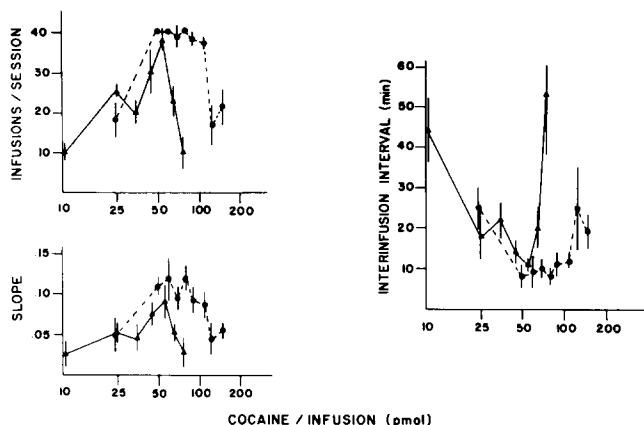 INFUSIONS / SESSION
40
30
20
10
10 25 50 100 200
SLOPE
.15
.10
.05
10 25 50 100 200
INTERINFUSION INTERVAL (min)
60
50
40
30
20
10
10 25 50 100 200
COCAINE / INFUSION (pmol)